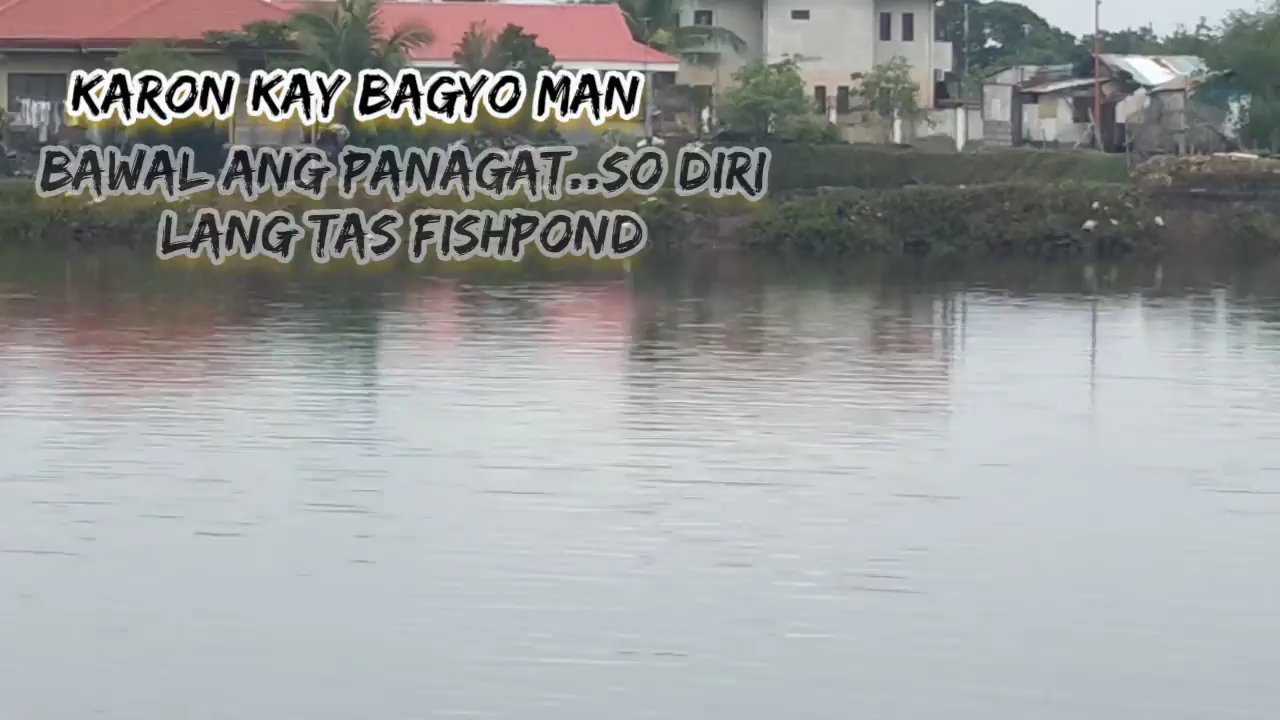 KARON KAY BAGYO MAN
BAWAL ANG PANAGAT..SO DIRI
LANG TAS FISHPOND